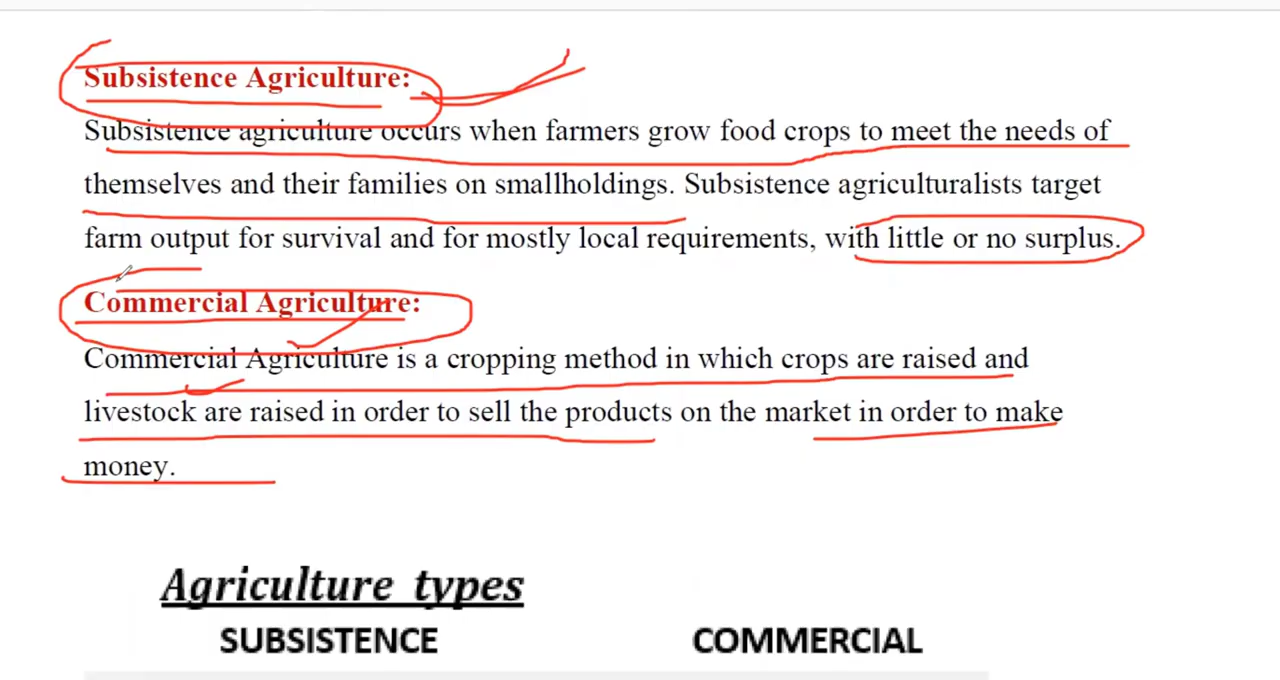 Subsistence Agriculture:
Subsistence agriculture occurs when farmers grow food crops to meet the needs of
themselves and their families on smallholdings. Subsistence agriculturalists target
farm output for survival and for mostly local requirements, with little or no surplus.
Commercial Agriculture:
Commercial Agriculture is a cropping method in which crops are raised and
livestock are raised in order to sell the products on the market in order to make
money.
Agriculture types
SUBSISTENCE COMMERCIAL